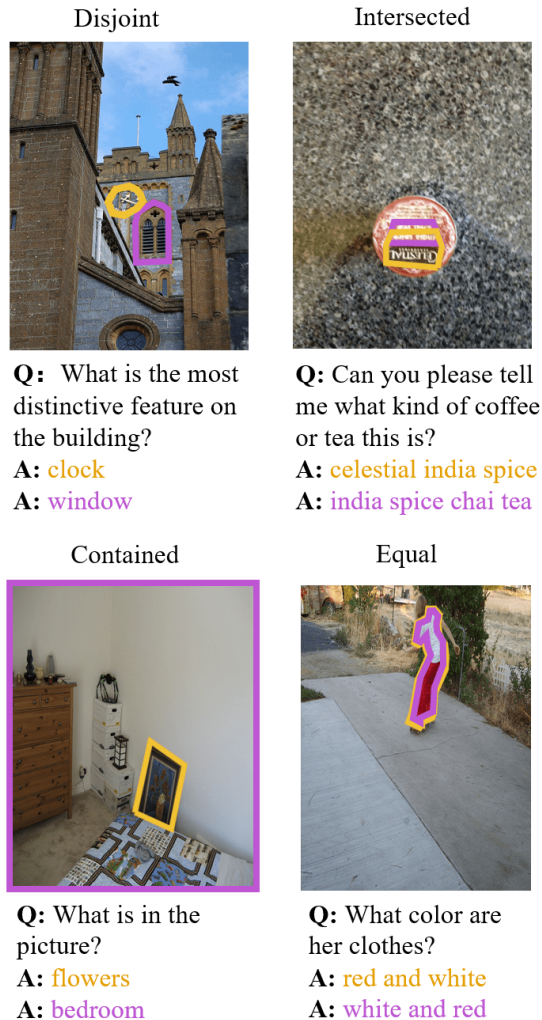 Disjoint
Q: What is the most
distinctive feature on
the building?
A: clock
A: window
Intersected
CELESTIAL
Q: Can you please tell
me what kind of coffee
or tea this is?
A: celestial india spice
A: india spice chai tea
Contained
Q: What is in the
picture?
A: flowers
A: bedroom
Equal
Q: What color are
her clothes?
A: red and white
A: white and red